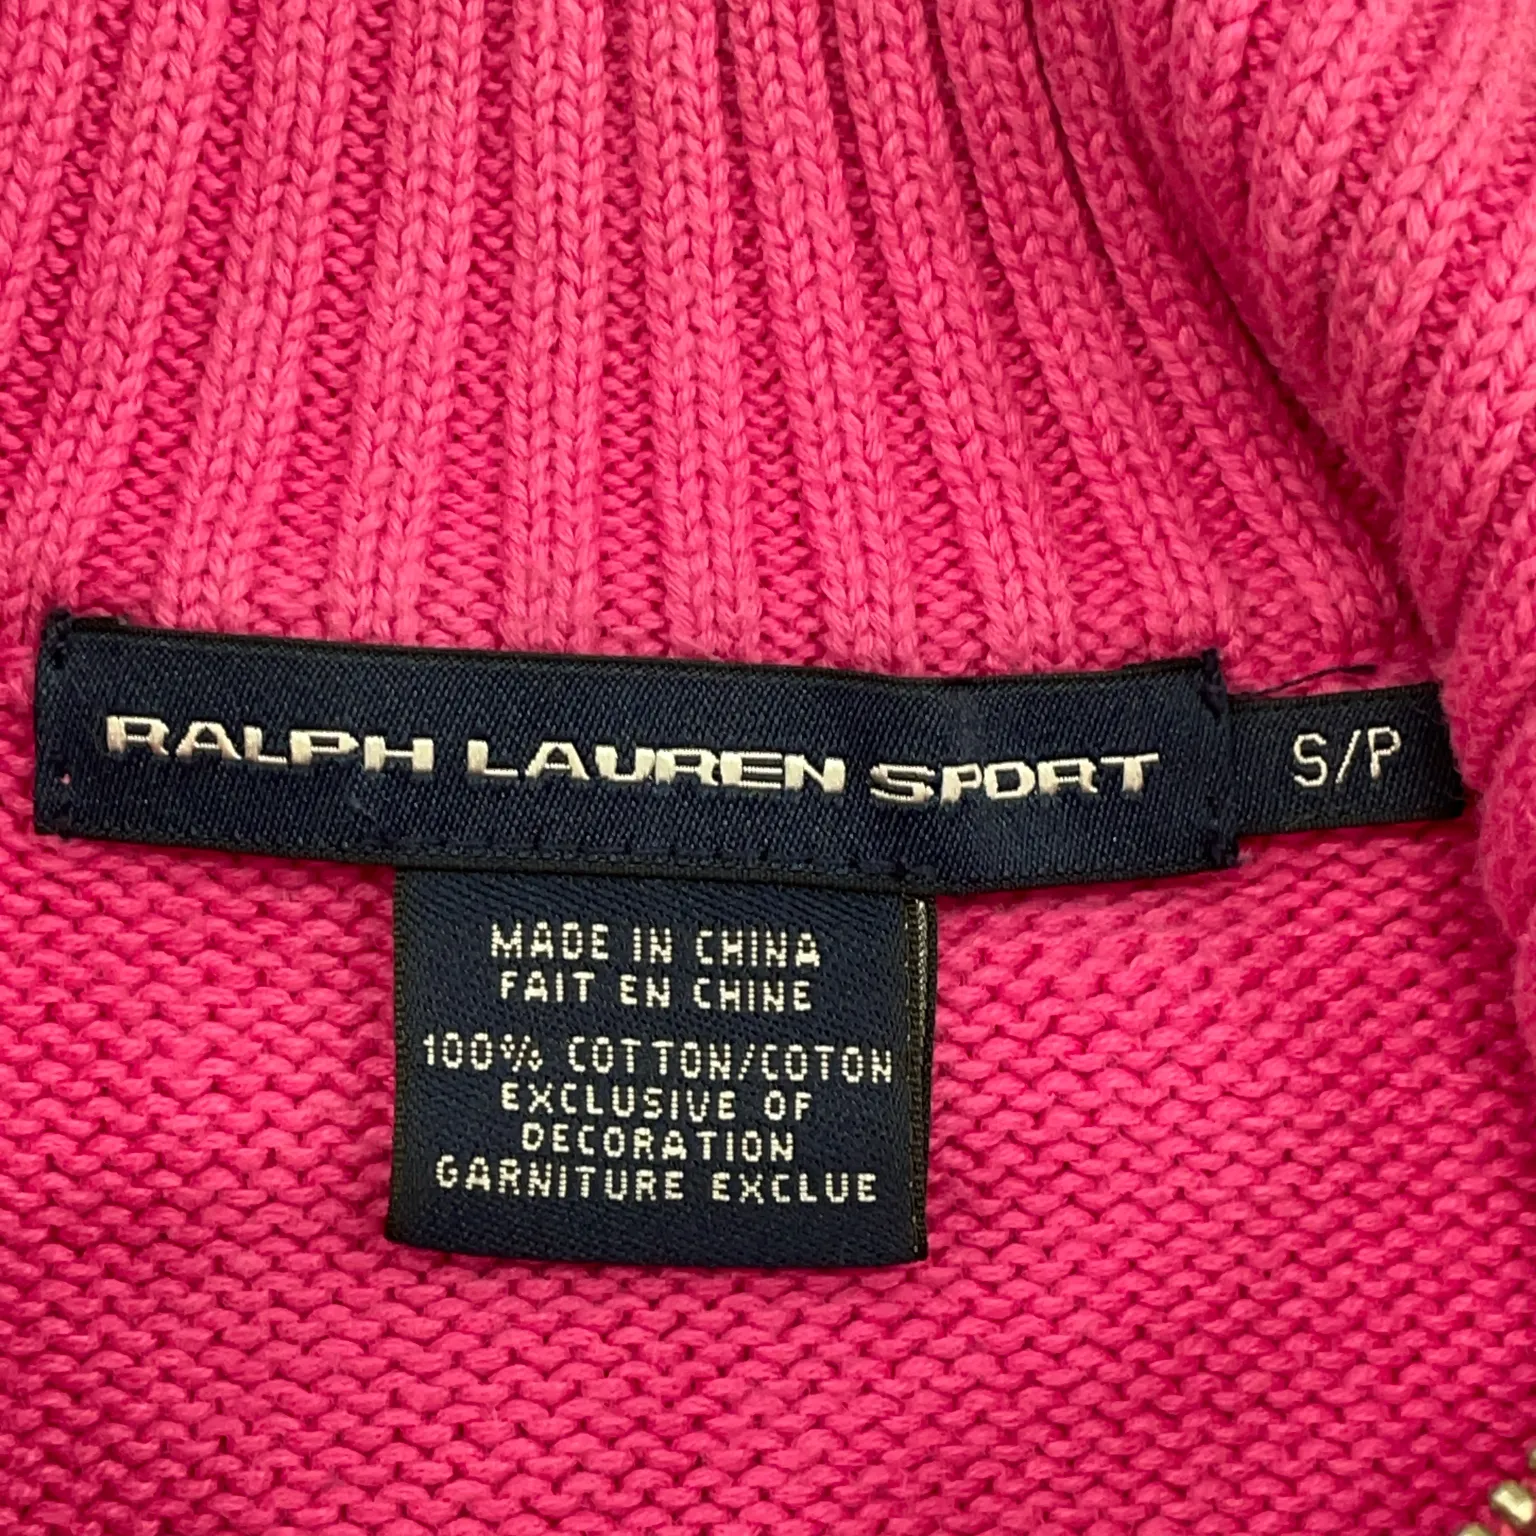 RALPH LAUREN SPORT
S/P
MADE IN CHINA
FAIT EN CHINE
100% COTTON/COTON
EXCLUSIVE OF
DECORATION
GARNITURE EXCLUE